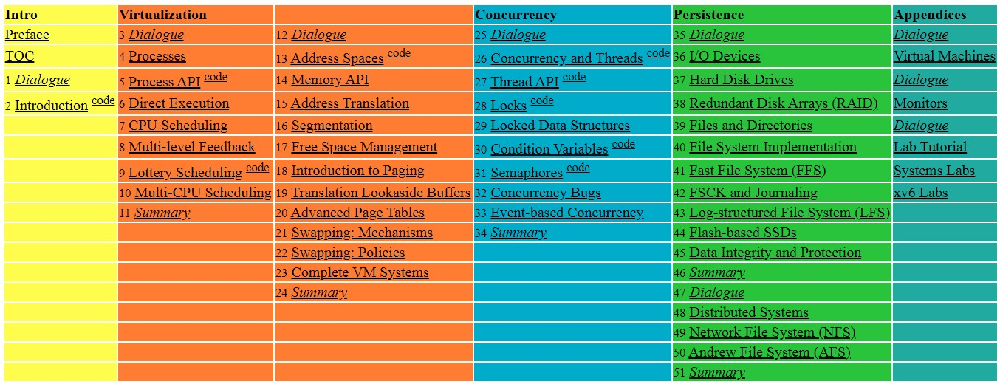 Intro Virtualization Concurrency Persistence Appendices
Preface 3 Dialogue 12 Dialogue 25 Dialogue 35 Dialogue Dialogue
TOC 4 Processes 13 Address Spaces code 26 Concurrency and Threads code 36 I/O Devices Virtual Machines
1 Dialogue 5 Process API code 14 Memory API 27 Thread API code 37 Hard Disk Drives Dialogue
2 Introduction code 6 Direct Execution 15 Address Translation 28 Locks code 38 Redundant Disk Arrays (RAID) Monitors
7 CPU Scheduling 16 Segmentation 29 Locked Data Structures 39 Files and Directories Dialogue
8 Multi-level Feedback 17 Free Space Management 30 Condition Variables code 40 File System Implementation Lab Tutorial
9 Lottery Scheduling code 18 Introduction to Paging 31 Semaphores code 41 Fast File System (FFS) Systems Labs
10 Multi-CPU Scheduling 19 Translation Lookaside Buffers 32 Concurrency Bugs 42 FSCK and Journaling xv6 Labs
11 Summary 20 Advanced Page Tables 33 Event-based Concurrency 43 Log-structured File System (LFS)
21 Swapping: Mechanisms 34 Summary 44 Flash-based SSDs
22 Swapping: Policies 45 Data Integrity and Protection
23 Complete VM Systems 46 Summary
24 Summary 47 Dialogue
48 Distributed Systems
49 Network File System (NFS)
50 Andrew File System (AFS)
51 Summary